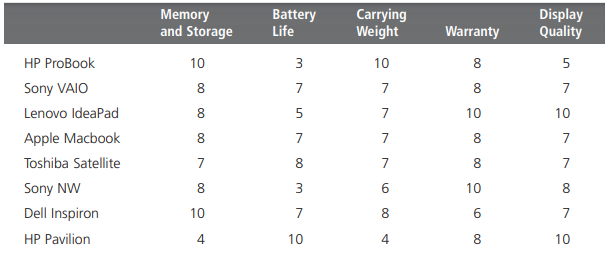 Memory and Storage Battery Life Carrying Weight Warranty Display Quality
HP ProBook 10 3 10 8 5
Sony VAIO 8 7 7 8 7
Lenovo IdeaPad 8 5 7 10 10
Apple Macbook 8 7 7 8 7
Toshiba Satellite 7 8 7 8 7
Sony NW 8 3 6 10 8
Dell Inspiron 10 7 8 6 7
HP Pavilion 4 10 4 8 10